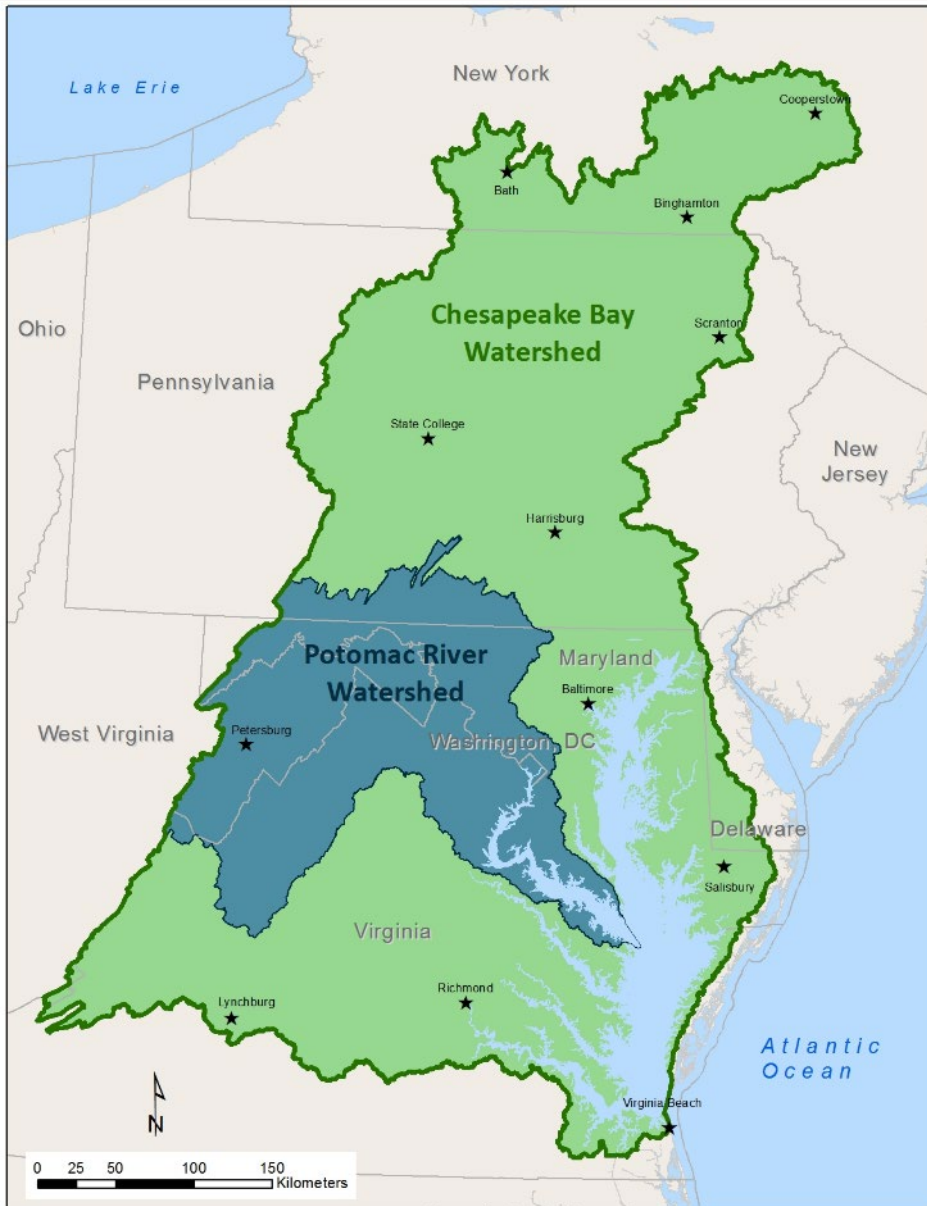 New York
Lake Erie
Cooperstown
Bath
Binghamton
Chesapeake Bay
Watershed
Scranton
Ohio
Pennsylvania
State College
New
Jersey
Harrisburg
Potomac River
Watershed
Maryland
Baltimore
West Virginia
Petersburg
Washington, DC
Delaware
Salisbury
Virginia
Lynchburg
Richmond
Atlantic
Ocean
Virginia Beach
N
0 25 50 100 150
Kilometers